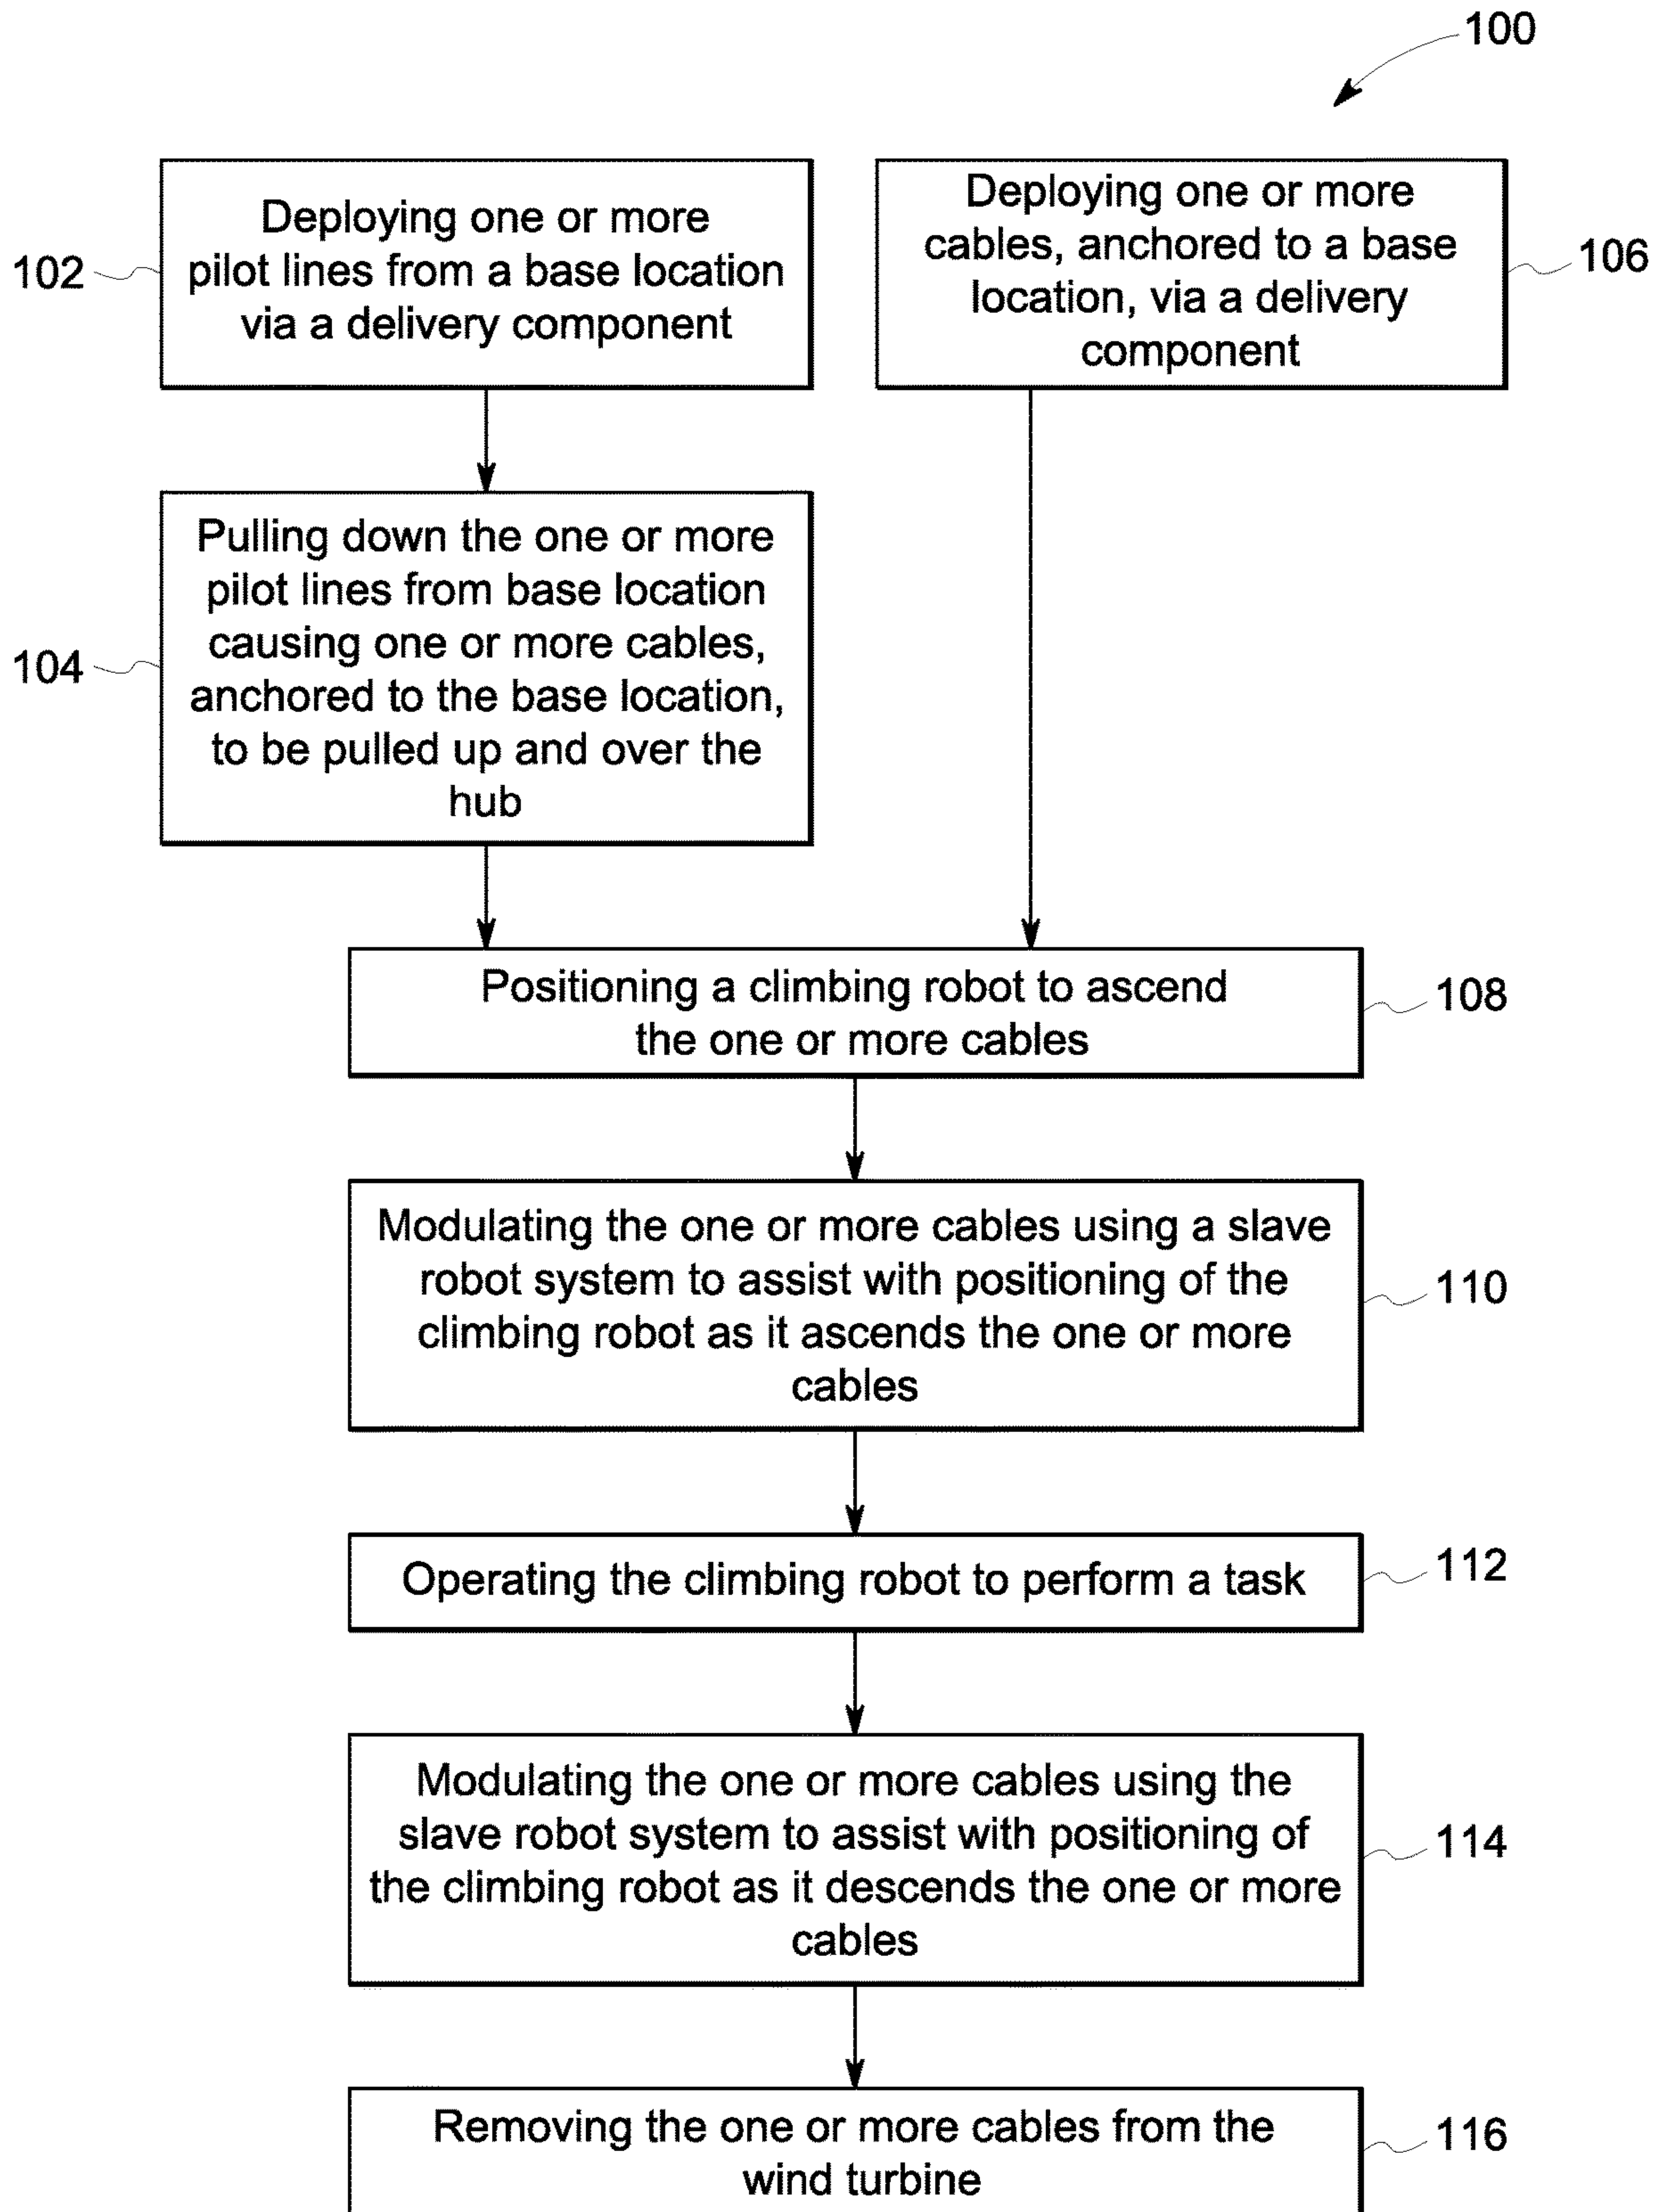 100
102
Deploying one or more
pilot lines from a base location
via a delivery component
Deploying one or more
cables, anchored to a base
location, via a delivery
component
106
104
Pulling down the one or more
pilot lines from base location
causing one or more cables,
anchored to the base location,
to be pulled up and over the
hub
Positioning a climbing robot to ascend
the one or more cables
108
Modulating the one or more cables using a slave
robot system to assist with positioning of the
climbing robot as it ascends the one or more
cables
110
Operating the climbing robot to perform a task
112
Modulating the one or more cables using the
slave robot system to assist with positioning of
the climbing robot as it descends the one or more
cables
114
Removing the one or more cables from the
wind turbine
116